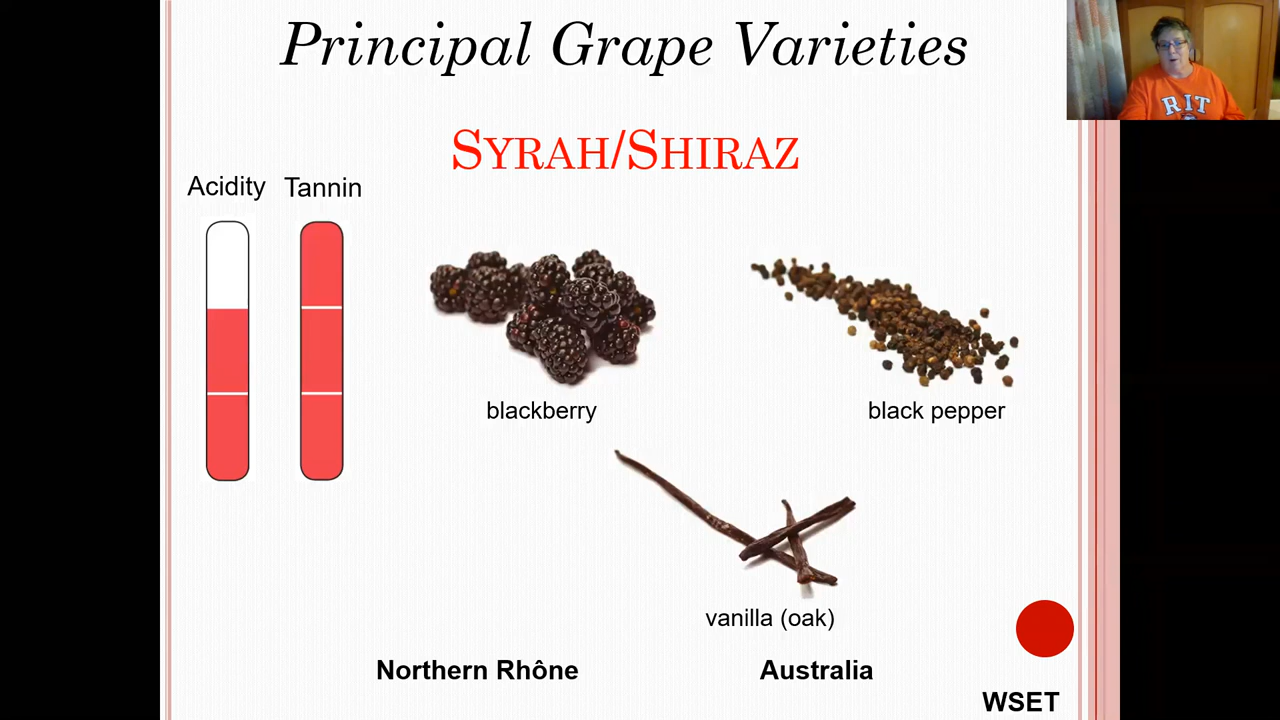 Principal Grape Varieties
RIT
SYRAH/SHIRAZ
Acidity Tannin
blackberry
black pepper
vanilla (oak)
Northern Rhône
Australia
WSET